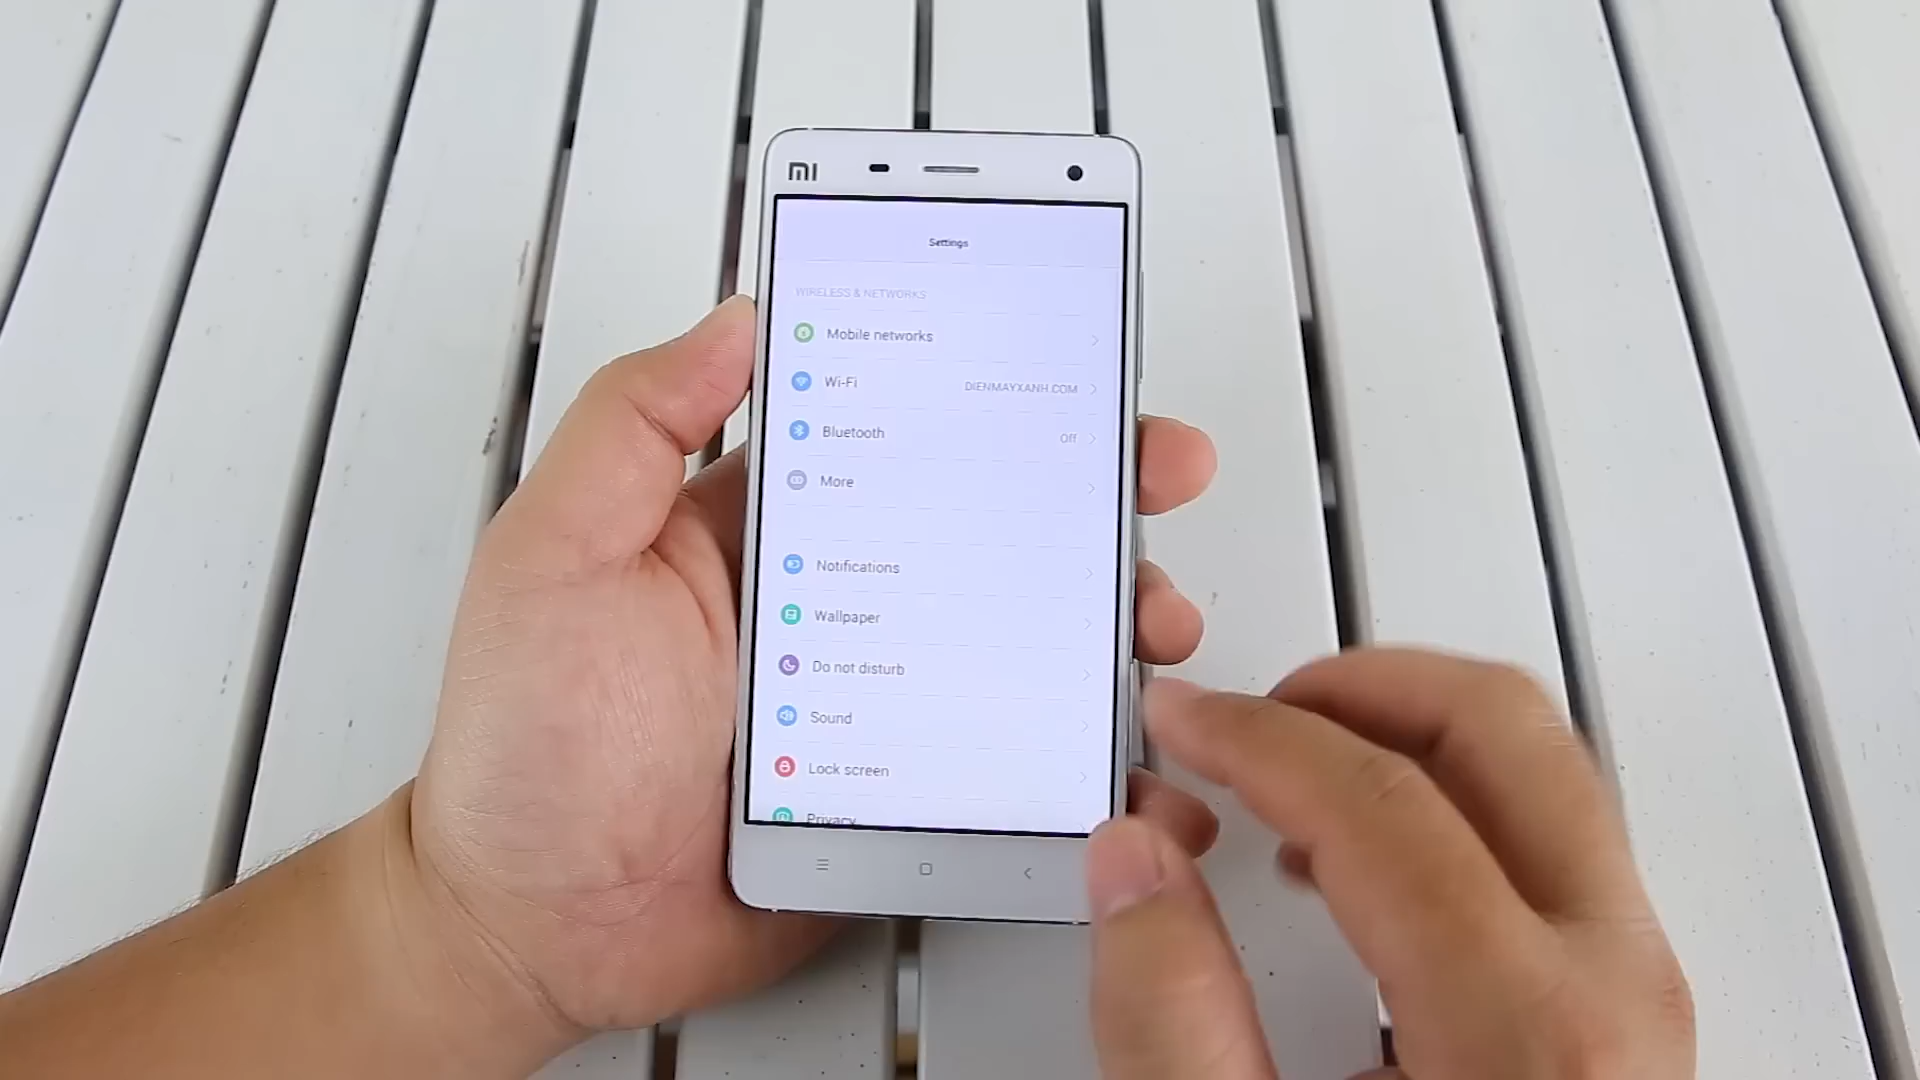 MI
Settings
WIRELESS & NETWORKS
Mobile networks
Wi-Fi DIENMAYXANH.COM
Bluetooth Off
More
Notifications
Wallpaper
Do not disturb
Sound
Lock screen
Privacy